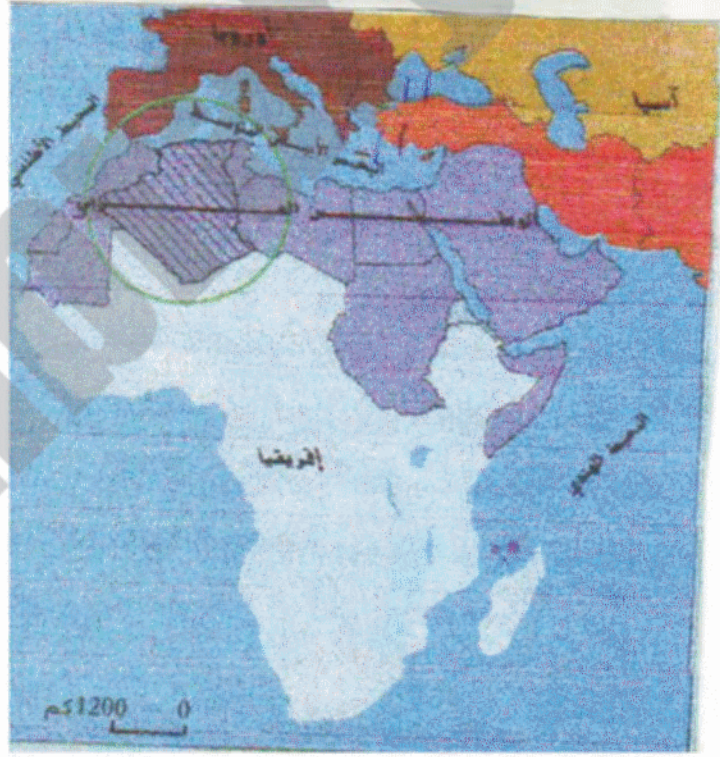 أوروبا
آسيا
المحيط الأطلسي
البحر الأبيض المتوسط
الوطن العربي
إفريقيا
المحيط الهندي
1200كم 0